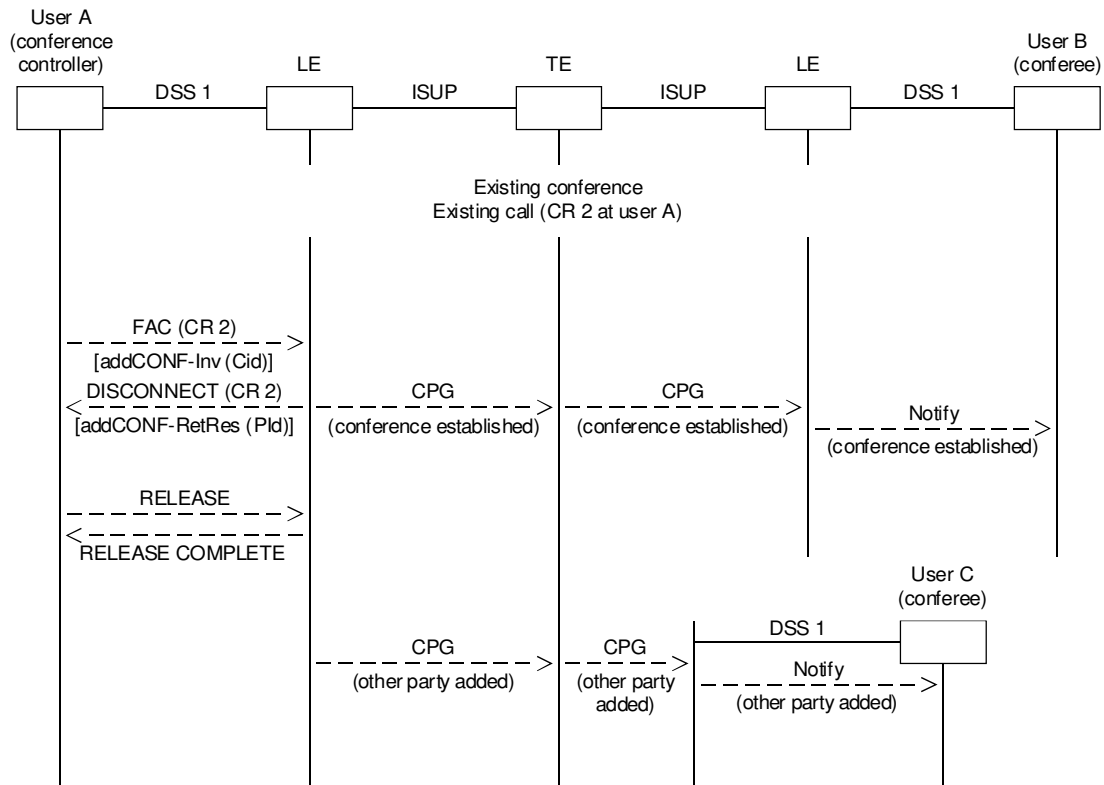 User A
(conference
controller)
LE
TE
LE
User B
(conferee)
DSS 1
ISUP
ISUP
DSS 1
Existing conference
Existing call (CR 2 at user A)
FAC (CR 2)
[addCONF-Inv (Cid)]
DISCONNECT (CR 2)
[addCONF-RetRes (PId)]
CPG
(conference established)
CPG
(conference established)
Notify
(conference established)
RELEASE
RELEASE COMPLETE
User C
(conferee)
DSS 1
CPG
(other party added)
CPG
(other party
added)
Notify
(other party added)